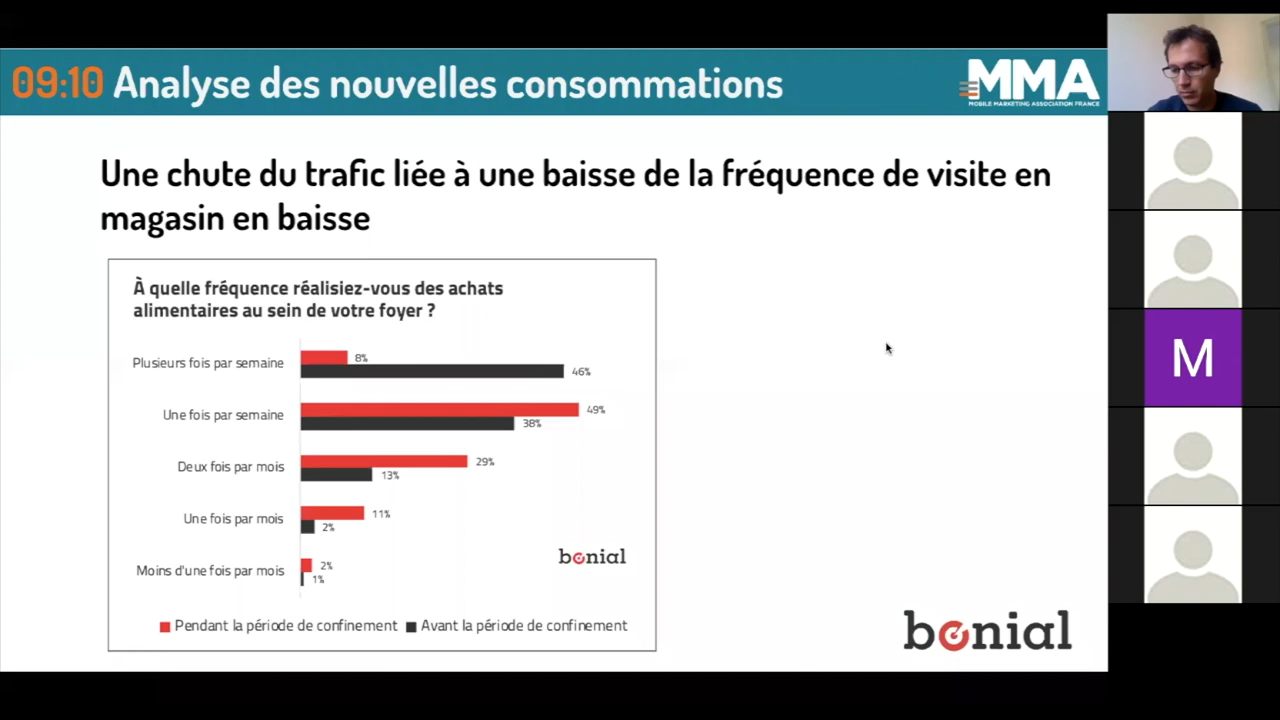 09:10 Analyse des nouvelles consommations
MMA
MOBILE MARKETING ASSOCIATION FRANCE
Une chute du trafic liée à une baisse de la fréquence de visite en
magasin en baisse
À quelle fréquence réalisiez-vous des achats
alimentaires au sein de votre foyer ?
Plusieurs fois par semaine
8%
46%
Une fois par semaine
49%
38%
Deux fois par mois
29%
13%
Une fois par mois
11%
2%
Moins d'une fois par mois
2%
1%
bonial
Pendant la période de confinement
Avant la période de confinement
bonial
M